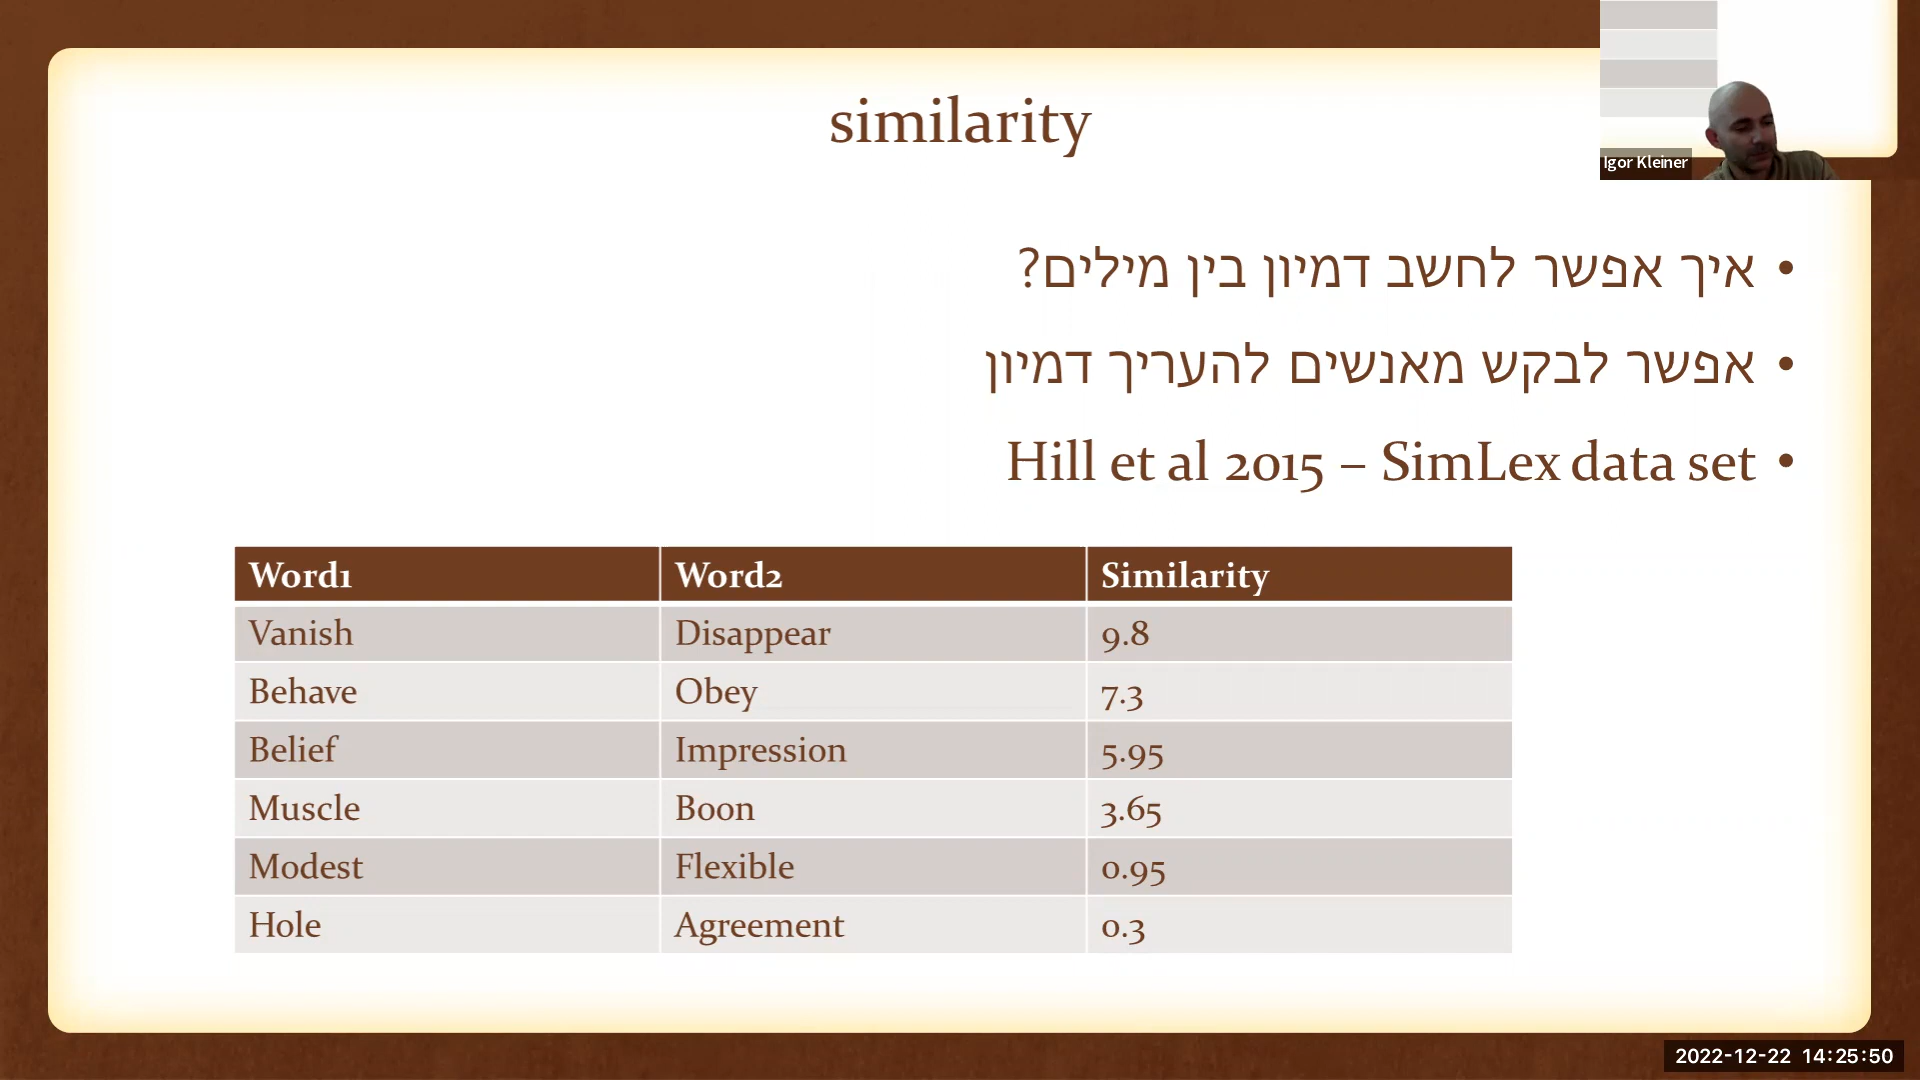 similarity
Igor Kleiner
איך אפשר לחשב דמיון בין מילים?
אפשר לבקש מאנשים להעריך דמיון
Hill et al 2015 – SimLex data set
Word1 Word2 Similarity
Vanish Disappear 9.8
Behave Obey 7.3
Belief Impression 5.95
Muscle Boon 3.65
Modest Flexible 0.95
Hole Agreement 0.3
2022-12-22 14:25:50